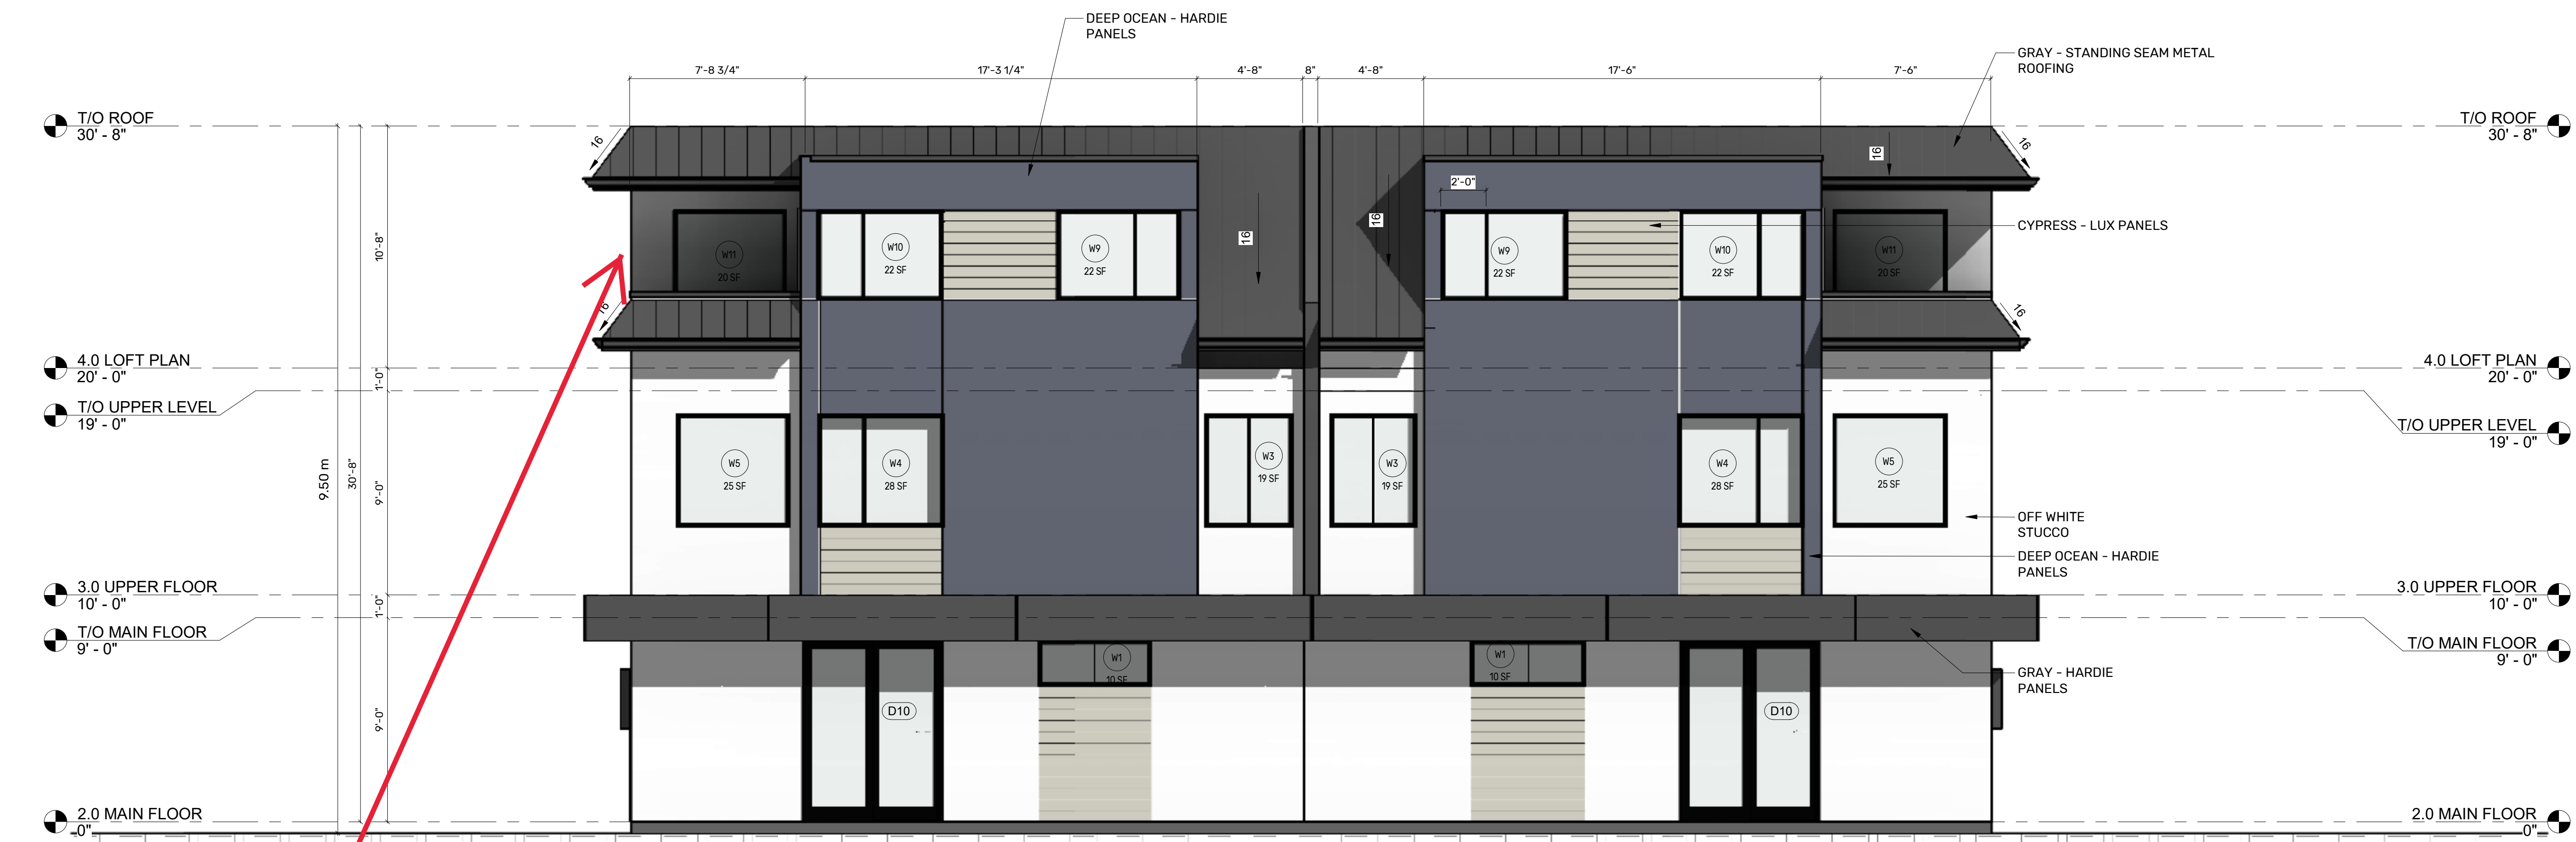 DEEP OCEAN - HARDIE
PANELS
GRAY - STANDING SEAM METAL
ROOFING
7'-8 3/4"
17'-3 1/4"
4'-8"
8"
4'-8"
17'-6"
7'-6"
T/O ROOF
30' - 8"
T/O ROOF
30' - 8"
16
16
16
2'-0"
10'-8"
W11
20 SF
W10
22 SF
W9
22 SF
16
16
W9
22 SF
W10
22 SF
W11
20 SF
CYPRESS - LUX PANELS
16
16
4.0 LOFT PLAN
20' - 0"
4.0 LOFT PLAN
20' - 0"
1'-0"
T/O UPPER LEVEL
19' - 0"
T/O UPPER LEVEL
19' - 0"
9.50 m
30'-8"
9'-0"
W5
25 SF
W4
28 SF
W3
19 SF
W3
19 SF
W4
28 SF
W5
25 SF
OFF WHITE
STUCCO
DEEP OCEAN - HARDIE
PANELS
3.0 UPPER FLOOR
10' - 0"
3.0 UPPER FLOOR
10' - 0"
1'-0"
T/O MAIN FLOOR
9' - 0"
T/O MAIN FLOOR
9' - 0"
W1
10 SF
W1
10 SF
GRAY - HARDIE
PANELS
9'-0"
D10
D10
2.0 MAIN FLOOR
0"
2.0 MAIN FLOOR
0"